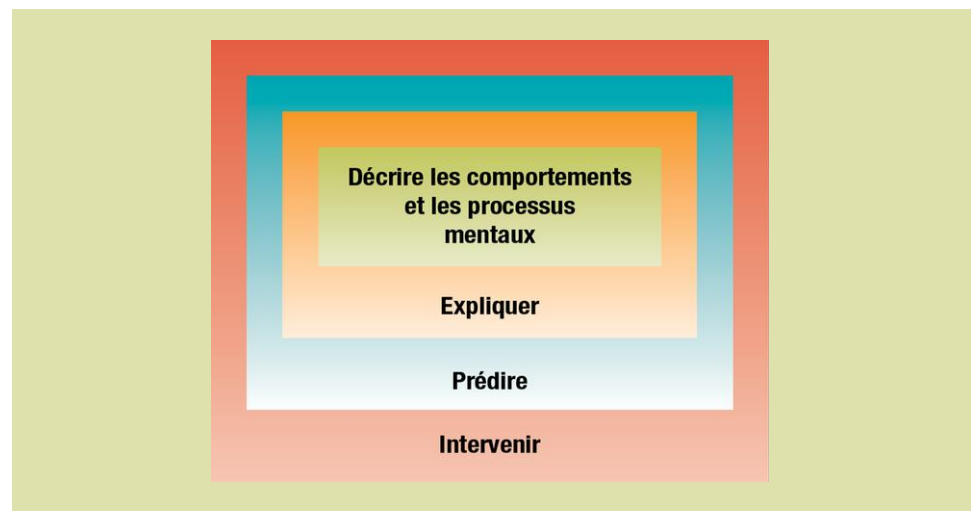 Décrire les comportements
et les processus
mentaux
Expliquer
Prédire
Intervenir